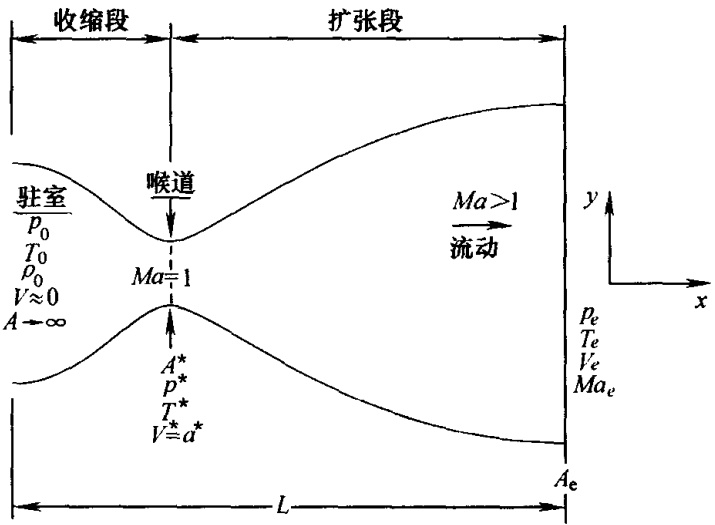 收缩段
扩张段
驻室
p₀
T₀
ρ₀
V≈0
A→∞
喉道
Ma=1
A*
p*
T*
V*=a*
Ma>1
流动
y
x
pₑ
Tₑ
Vₑ
Maₑ
Aₑ
L